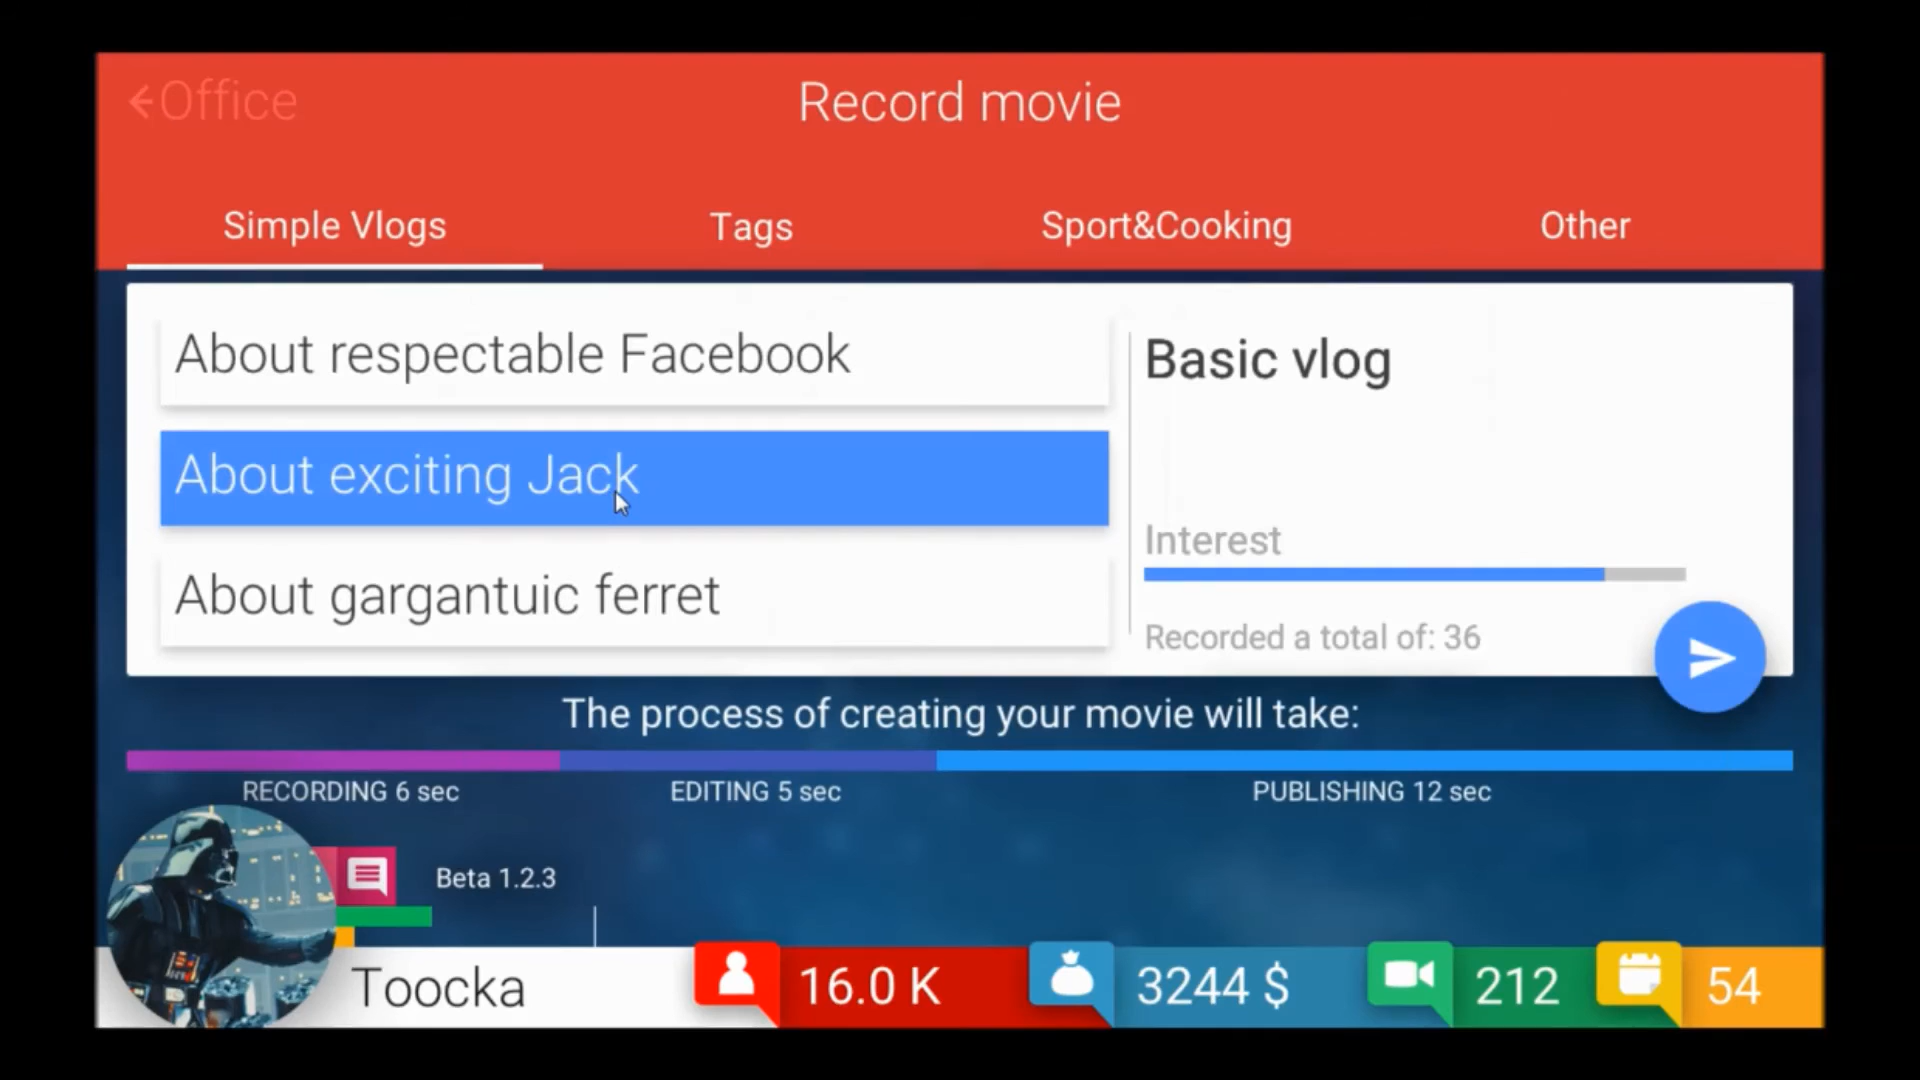 Office
Record movie
Simple Vlogs
Tags
Sport&Cooking
Other
About respectable Facebook
About exciting Jack
About gargantuic ferret
Basic vlog
Interest
Recorded a total of: 36
The process of creating your movie will take:
RECORDING 6 sec
EDITING 5 sec
PUBLISHING 12 sec
Beta 1.2.3
Toocka
16.0 K
3244 $
212
54